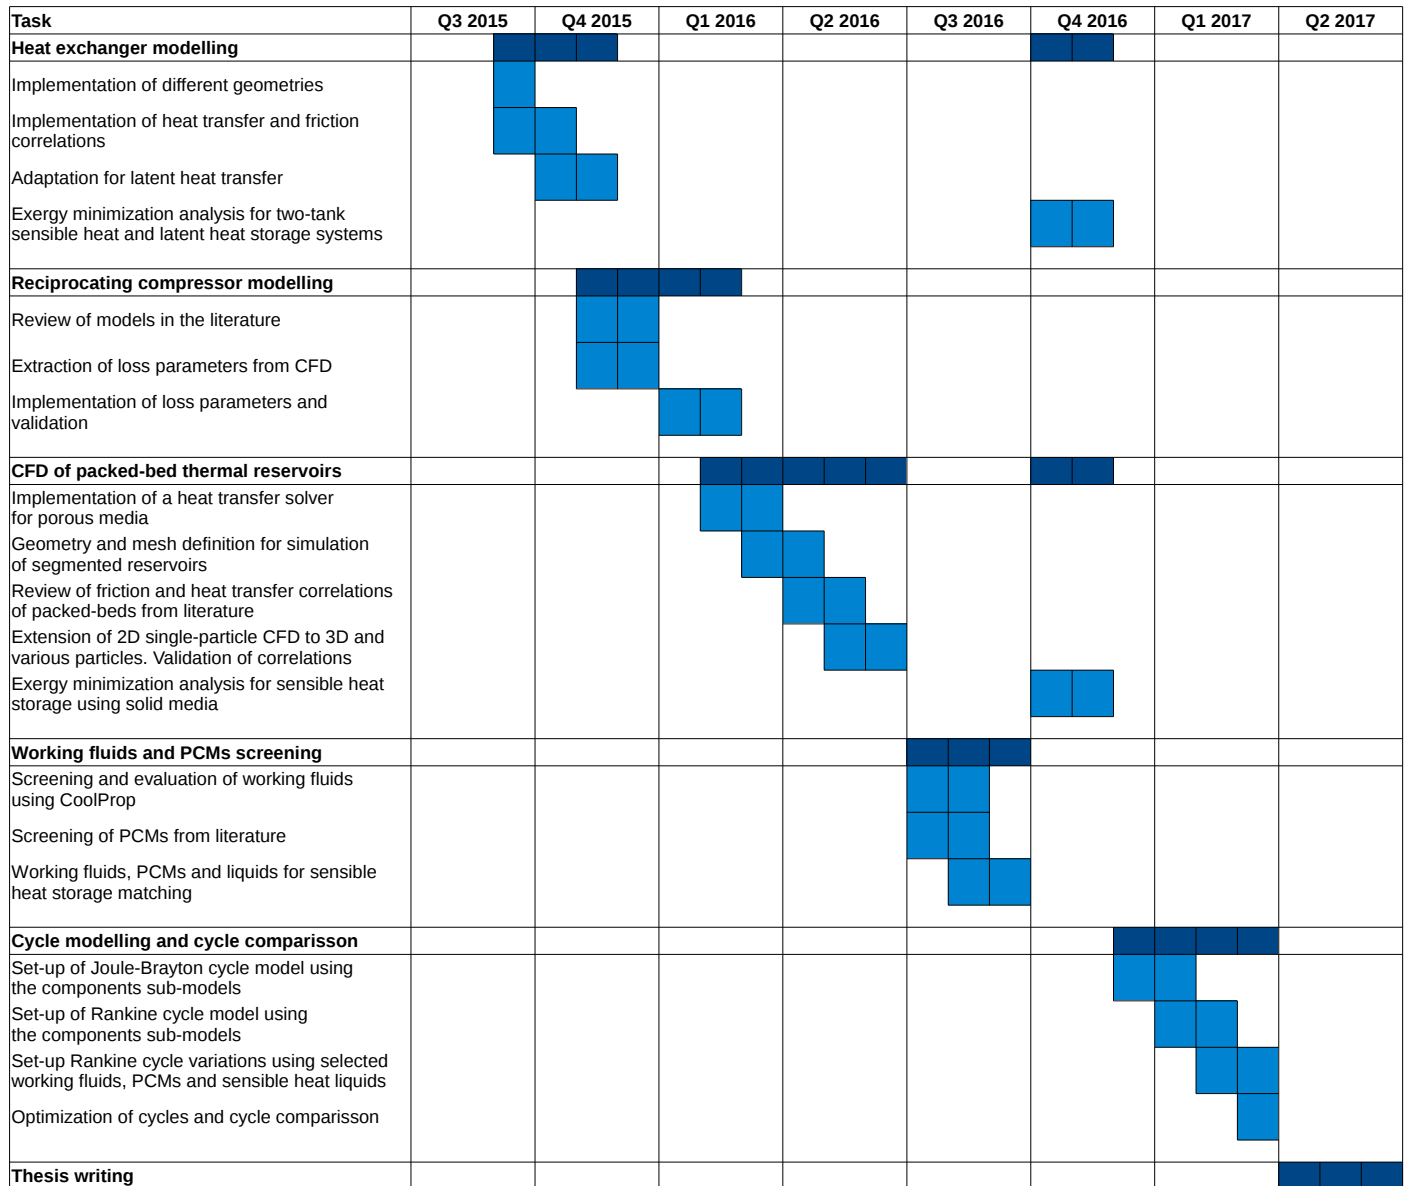 Task Q3 2015 Q4 2015 Q1 2016 Q2 2016 Q3 2016 Q4 2016 Q1 2017 Q2 2017
Heat exchanger modelling
Implementation of different geometries
Implementation of heat transfer and friction
correlations
Adaptation for latent heat transfer
Exergy minimization analysis for two-tank
sensible heat and latent heat storage systems
Reciprocating compressor modelling
Review of models in the literature
Extraction of loss parameters from CFD
Implementation of loss parameters and
validation
CFD of packed-bed thermal reservoirs
Implementation of a heat transfer solver
for porous media
Geometry and mesh definition for simulation
of segmented reservoirs
Review of friction and heat transfer correlations
of packed-beds from literature
Extension of 2D single-particle CFD to 3D and
various particles. Validation of correlations
Exergy minimization analysis for sensible heat
storage using solid media
Working fluids and PCMs screening
Screening and evaluation of working fluids
using CoolProp
Screening of PCMs from literature
Working fluids, PCMs and liquids for sensible
heat storage matching
Cycle modelling and cycle comparisson
Set-up of Joule-Brayton cycle model using
the components sub-models
Set-up of Rankine cycle model using
the components sub-models
Set-up Rankine cycle variations using selected
working fluids, PCMs and sensible heat liquids
Optimization of cycles and cycle comparisson
Thesis writing